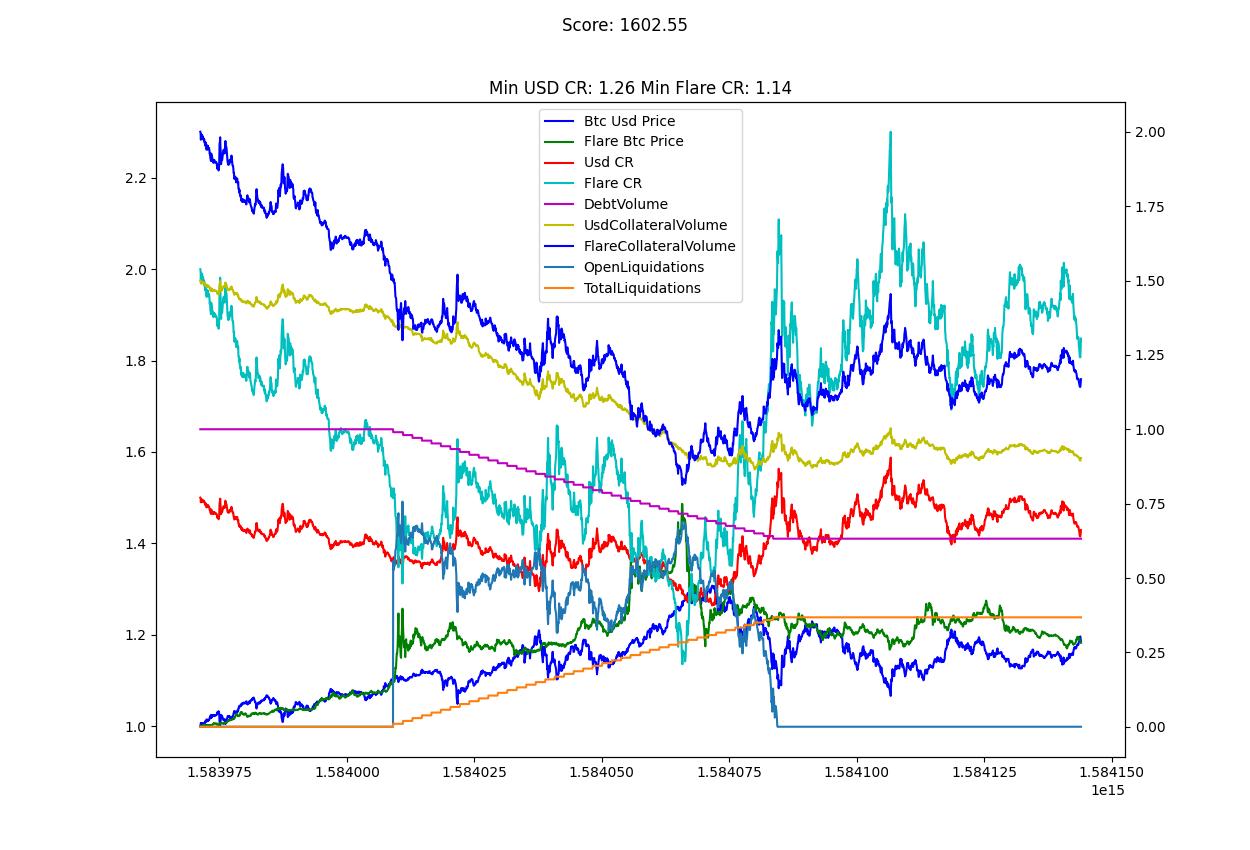 Score: 1602.55
Min USD CR: 1.26 Min Flare CR: 1.14
Btc Usd Price
Flare Btc Price
Usd CR
Flare CR
DebtVolume
UsdCollateralVolume
FlareCollateralVolume
OpenLiquidations
TotalLiquidations
2.2
2.0
1.8
1.6
1.4
1.2
1.0
2.00
1.75
1.50
1.25
1.00
0.75
0.50
0.25
0.00
1.583975 1.584000 1.584025 1.584050 1.584075 1.584100 1.584125 1.584150
1e15